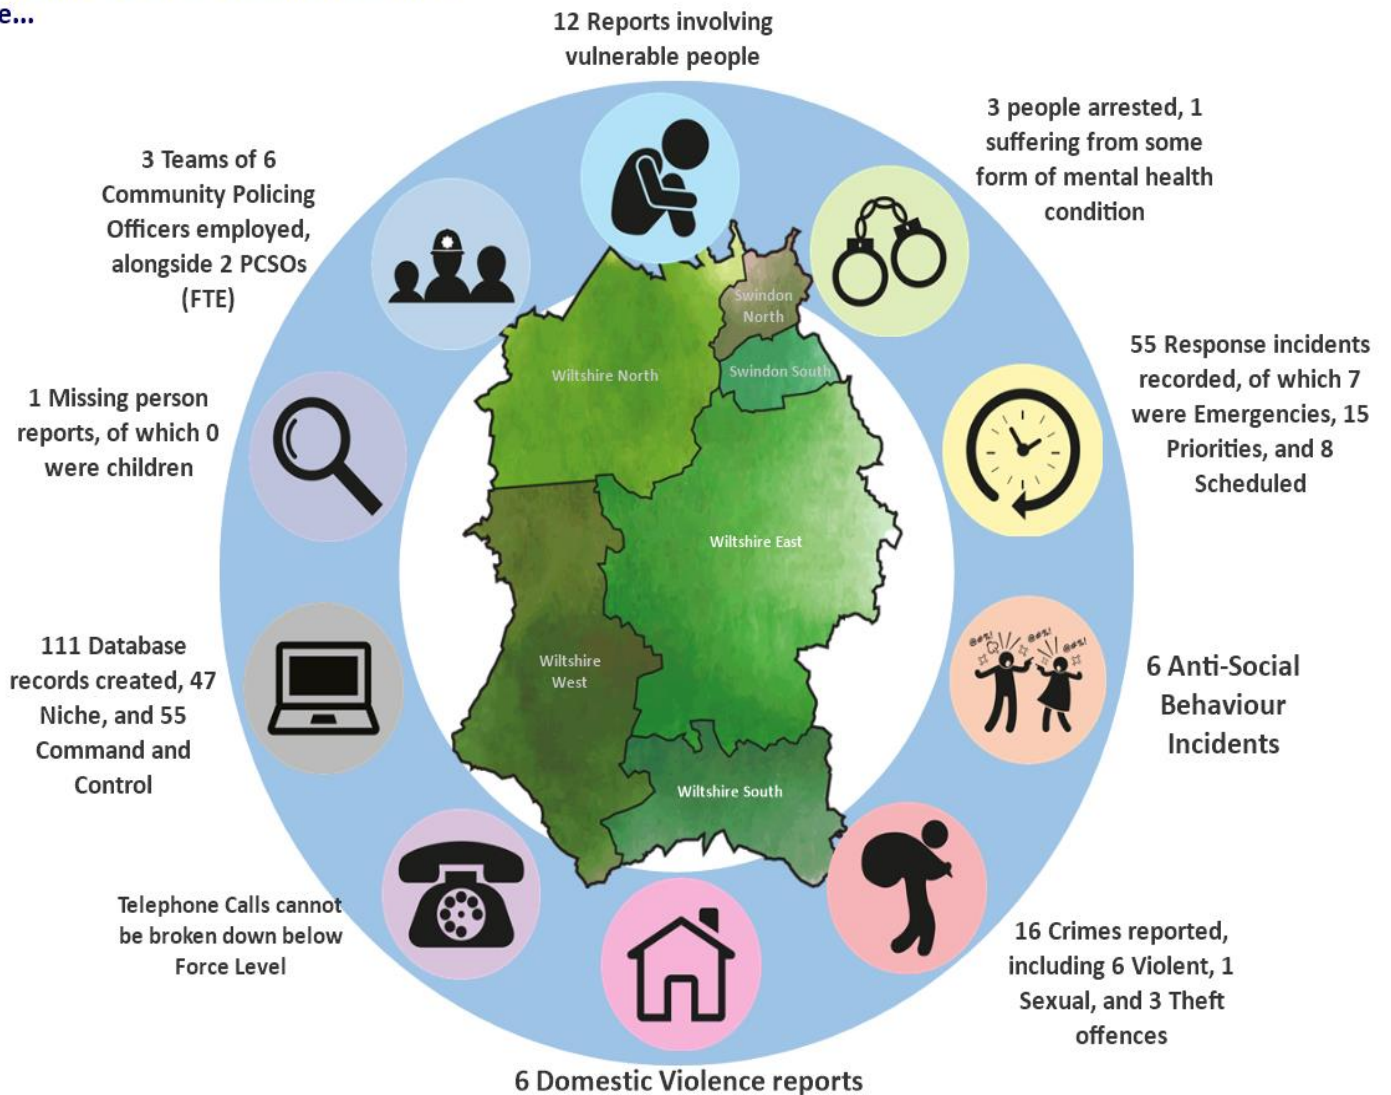 e...
12 Reports involving
vulnerable people
3 people arrested, 1
suffering from some
form of mental health
condition
3 Teams of 6
Community Policing
Officers employed,
alongside 2 PCSOs
(FTE)
55 Response incidents
recorded, of which 7
were Emergencies, 15
Priorities, and 8
Scheduled
1 Missing person
reports, of which 0
were children
Swindon
North
Swindon South
Wiltshire North
Wiltshire East
Wiltshire
West
Wiltshire South
@#%!
@#%!
@#%!
6 Anti-Social
Behaviour
Incidents
111 Database
records created, 47
Niche, and 55
Command and
Control
Telephone Calls cannot
be broken down below
Force Level
16 Crimes reported,
including 6 Violent, 1
Sexual, and 3 Theft
offences
6 Domestic Violence reports